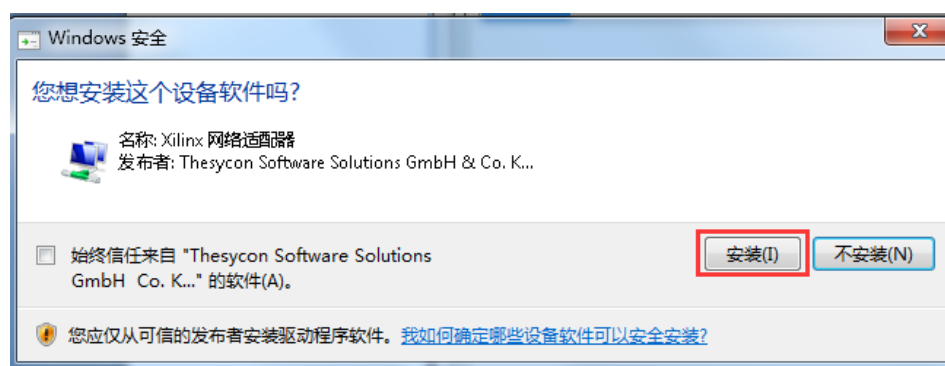 Windows 安全
您想安装这个设备软件吗?
名称: Xilinx 网络适配器
发布者: Thesycon Software Solutions GmbH & Co. K...
始终信任来自 "Thesycon Software Solutions
GmbH Co. K..." 的软件(A)。
安装(I)
不安装(N)
您应仅从可信的发布者安装驱动程序软件。我如何确定哪些设备软件可以安全安装?